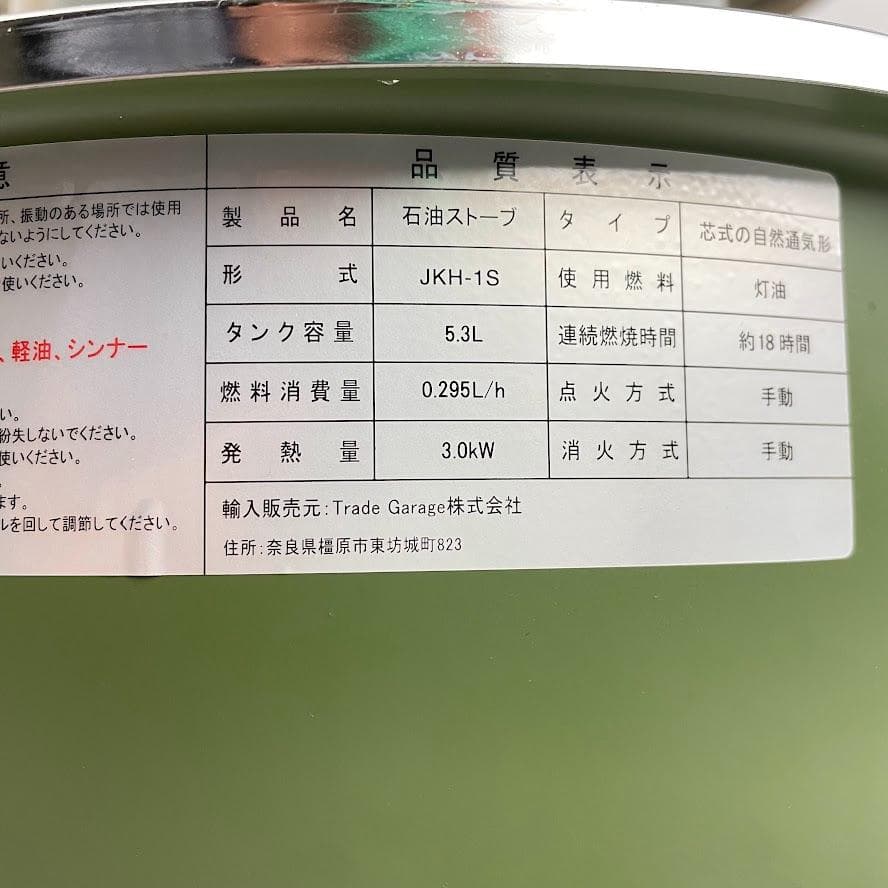 意
所、振動のある場所では使用
ないようにしてください。
いください。
使いください。
、軽油、シンナー
い。
紛失しないでください。
使いください。
ます。
ルを回して調節してください。
品質表示
製品名 石油ストーブ タイプ 芯式の自然通気形
形式 JKH-1S 使用燃料 灯油
タンク容量 5.3L 連続燃焼時間 約18時間
燃料消費量 0.295L/h 点火方式 手動
発熱量 3.0kW 消火方式 手動
輸入販売元:Trade Garage株式会社
住所:奈良県橿原市東坊城町823